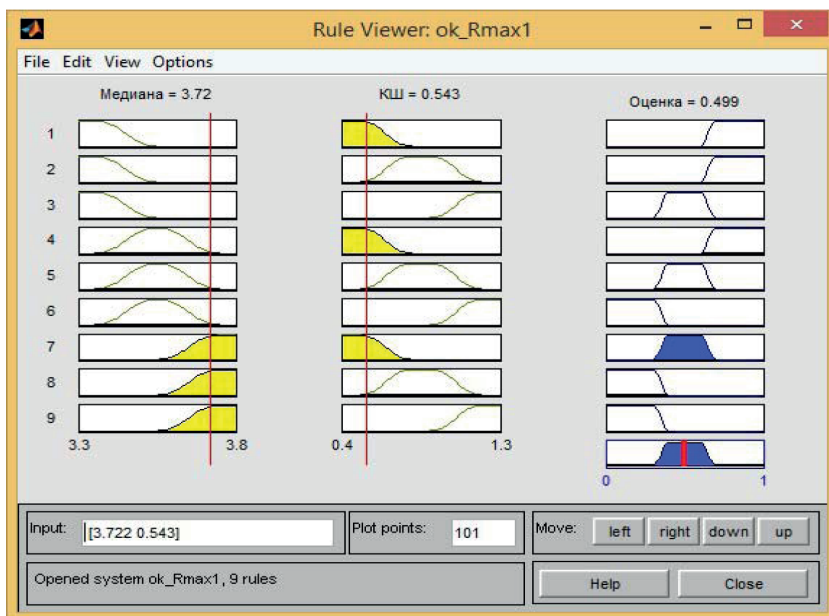 Rule Viewer: ok_Rmax1
File Edit View Options
Медиана = 3.72
КШ = 0.543
Оценка = 0.499
1
2
3
4
5
6
7
8
9
3.3 3.8
0.4 1.3
0 1
Input: [3.722 0.543]
Plot points: 101
Move: left right down up
Opened system ok_Rmax1, 9 rules
Help Close